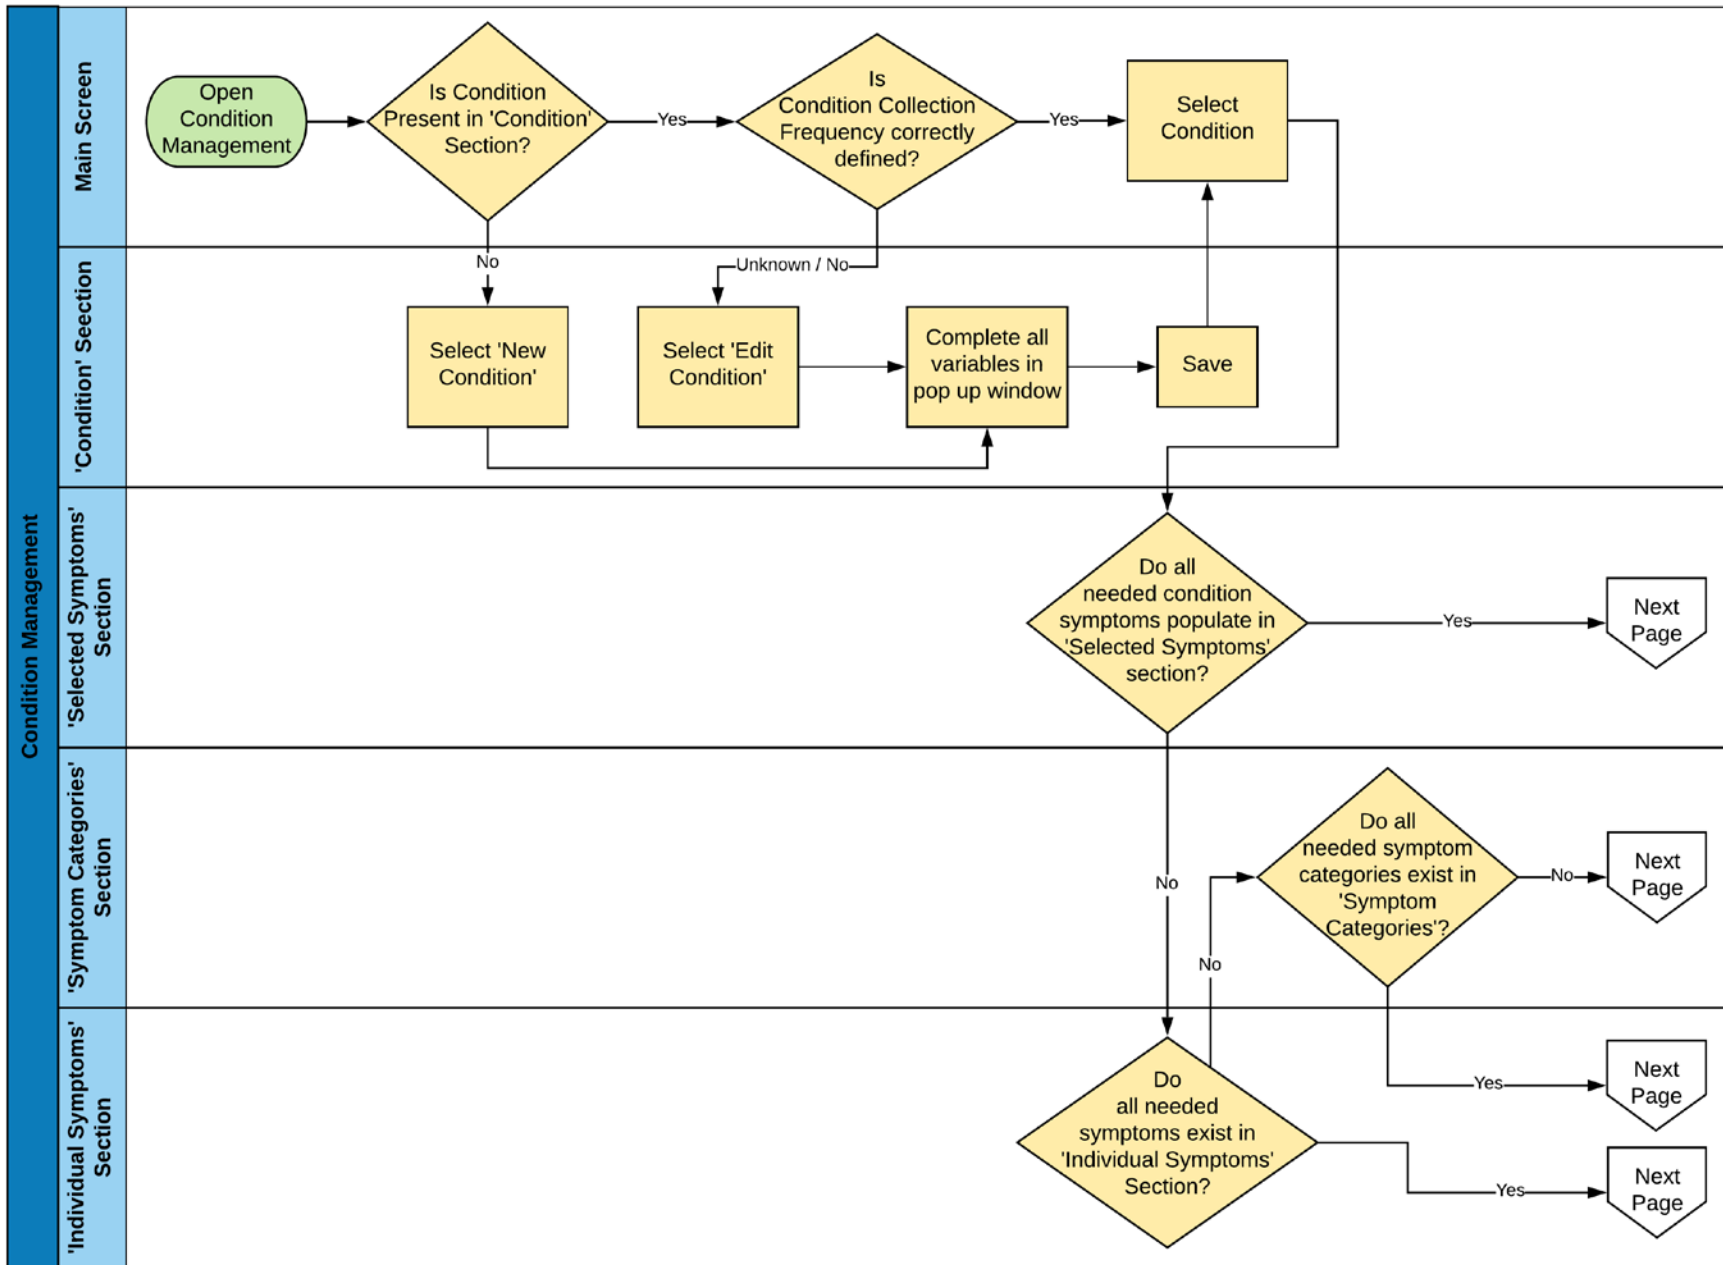 Condition Management
Main Screen
Open
Condition
Management
Is Condition
Present in 'Condition'
Section?
Yes
Is
Condition Collection
Frequency correctly
defined?
Yes
Select
Condition
'Condition' Seection
No
Unknown / No
Select 'New
Condition'
Select 'Edit
Condition'
Complete all
variables in
pop up window
Save
'Selected Symptoms'
Section
Do all
needed condition
symptoms populate in
'Selected Symptoms'
section?
Yes
Next
Page
'Symptom Categories'
Section
No
No
Do all
needed symptom
categories exist in
'Symptom
Categories'?
No
Next
Page
'Individual Symptoms'
Section
Yes
Next
Page
Do
all needed
symptoms exist in
'Individual Symptoms'
Section?
Yes
Next
Page